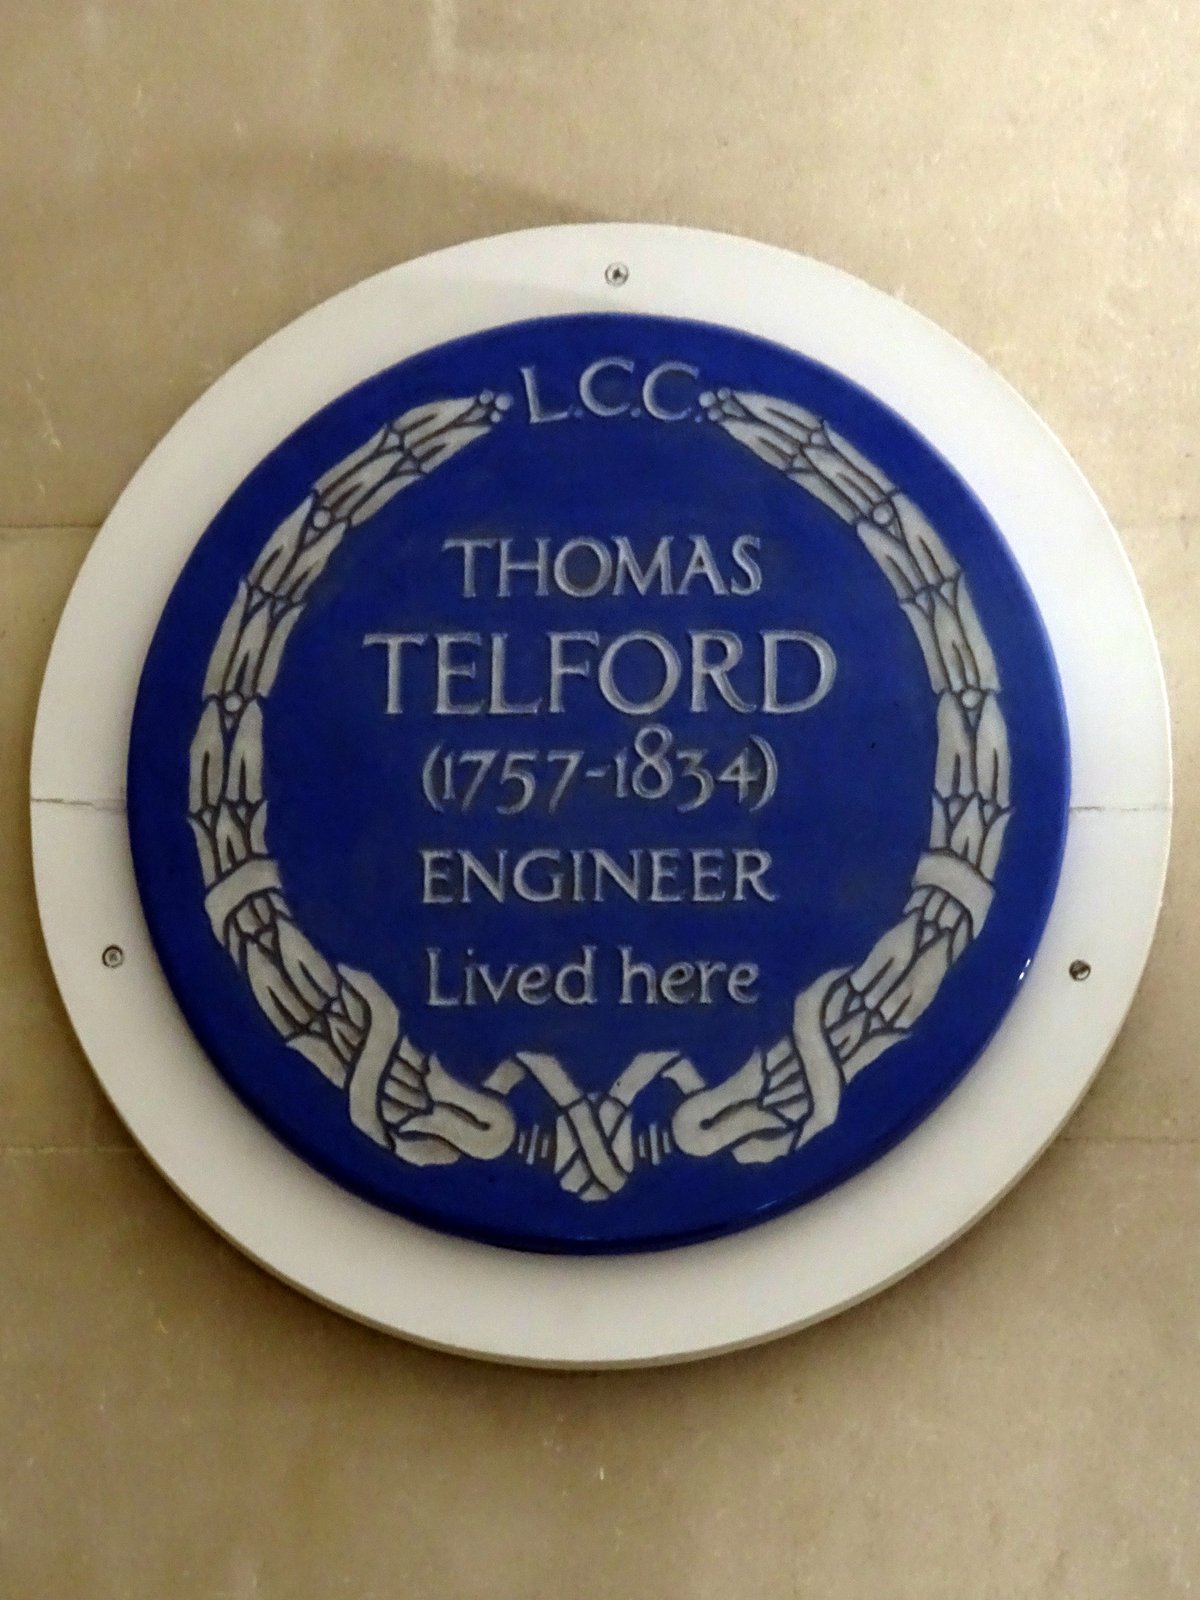 L.C.C.
THOMAS
TELFORD
(1757-1834)
ENGINEER
Lived here